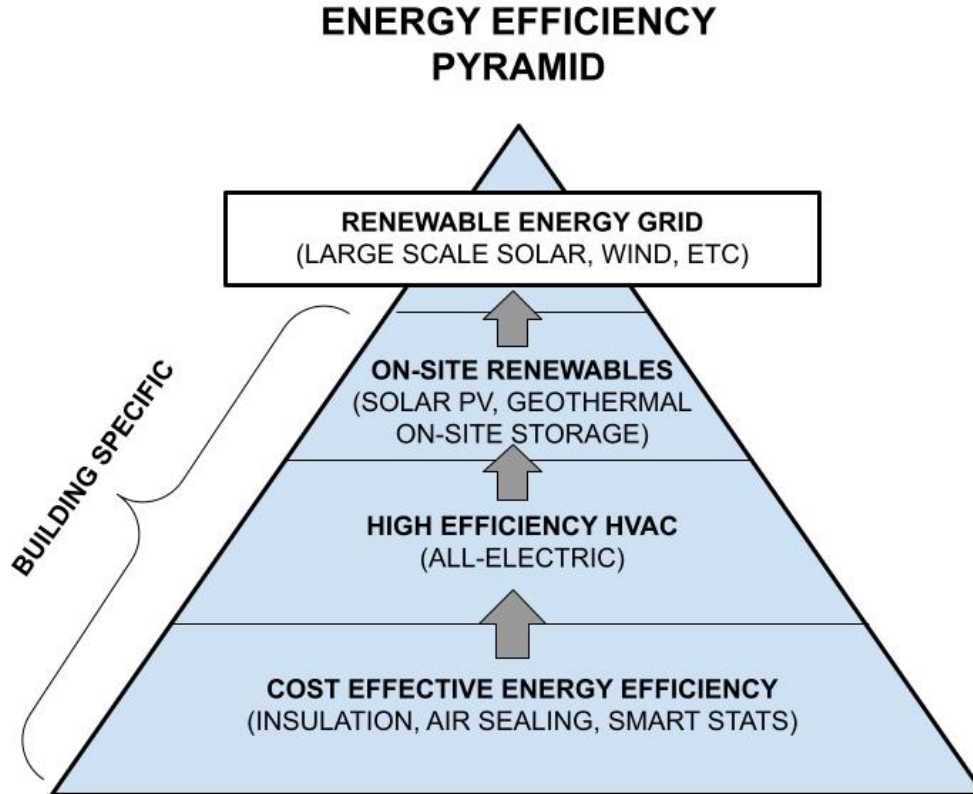 ENERGY EFFICIENCY
PYRAMID
RENEWABLE ENERGY GRID
(LARGE SCALE SOLAR, WIND, ETC)
ON-SITE RENEWABLES
(SOLAR PV, GEOTHERMAL
ON-SITE STORAGE)
BUILDING SPECIFIC
HIGH EFFICIENCY HVAC
(ALL-ELECTRIC)
COST EFFECTIVE ENERGY EFFICIENCY
(INSULATION, AIR SEALING, SMART STATS)